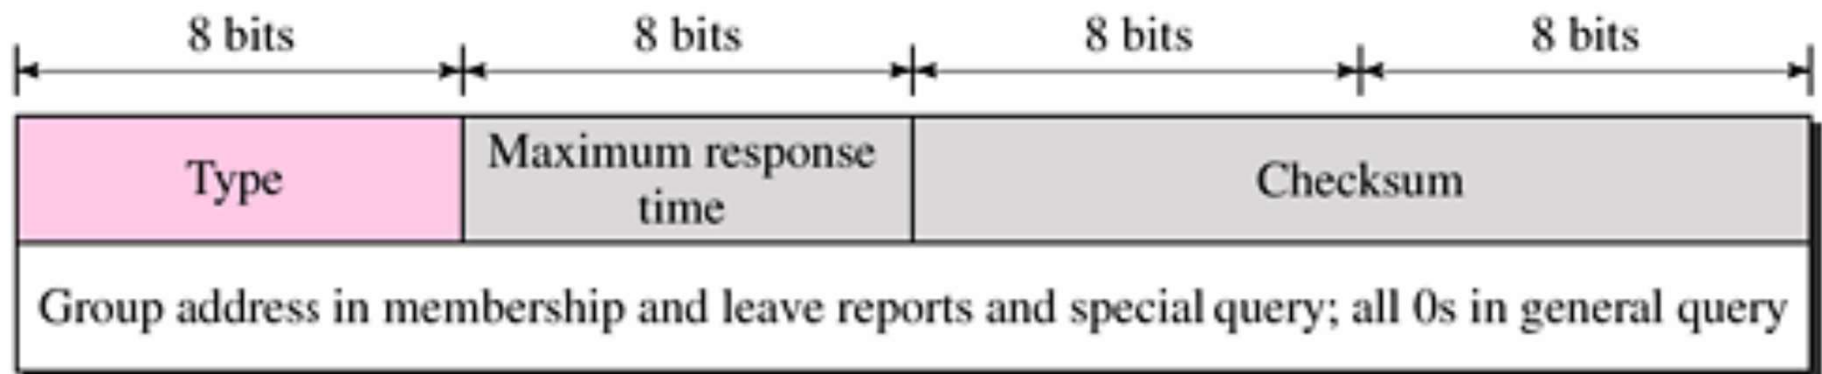 8 bits 8 bits 8 bits 8 bits
Type
Maximum response
time
Checksum
Group address in membership and leave reports and special query; all 0s in general query